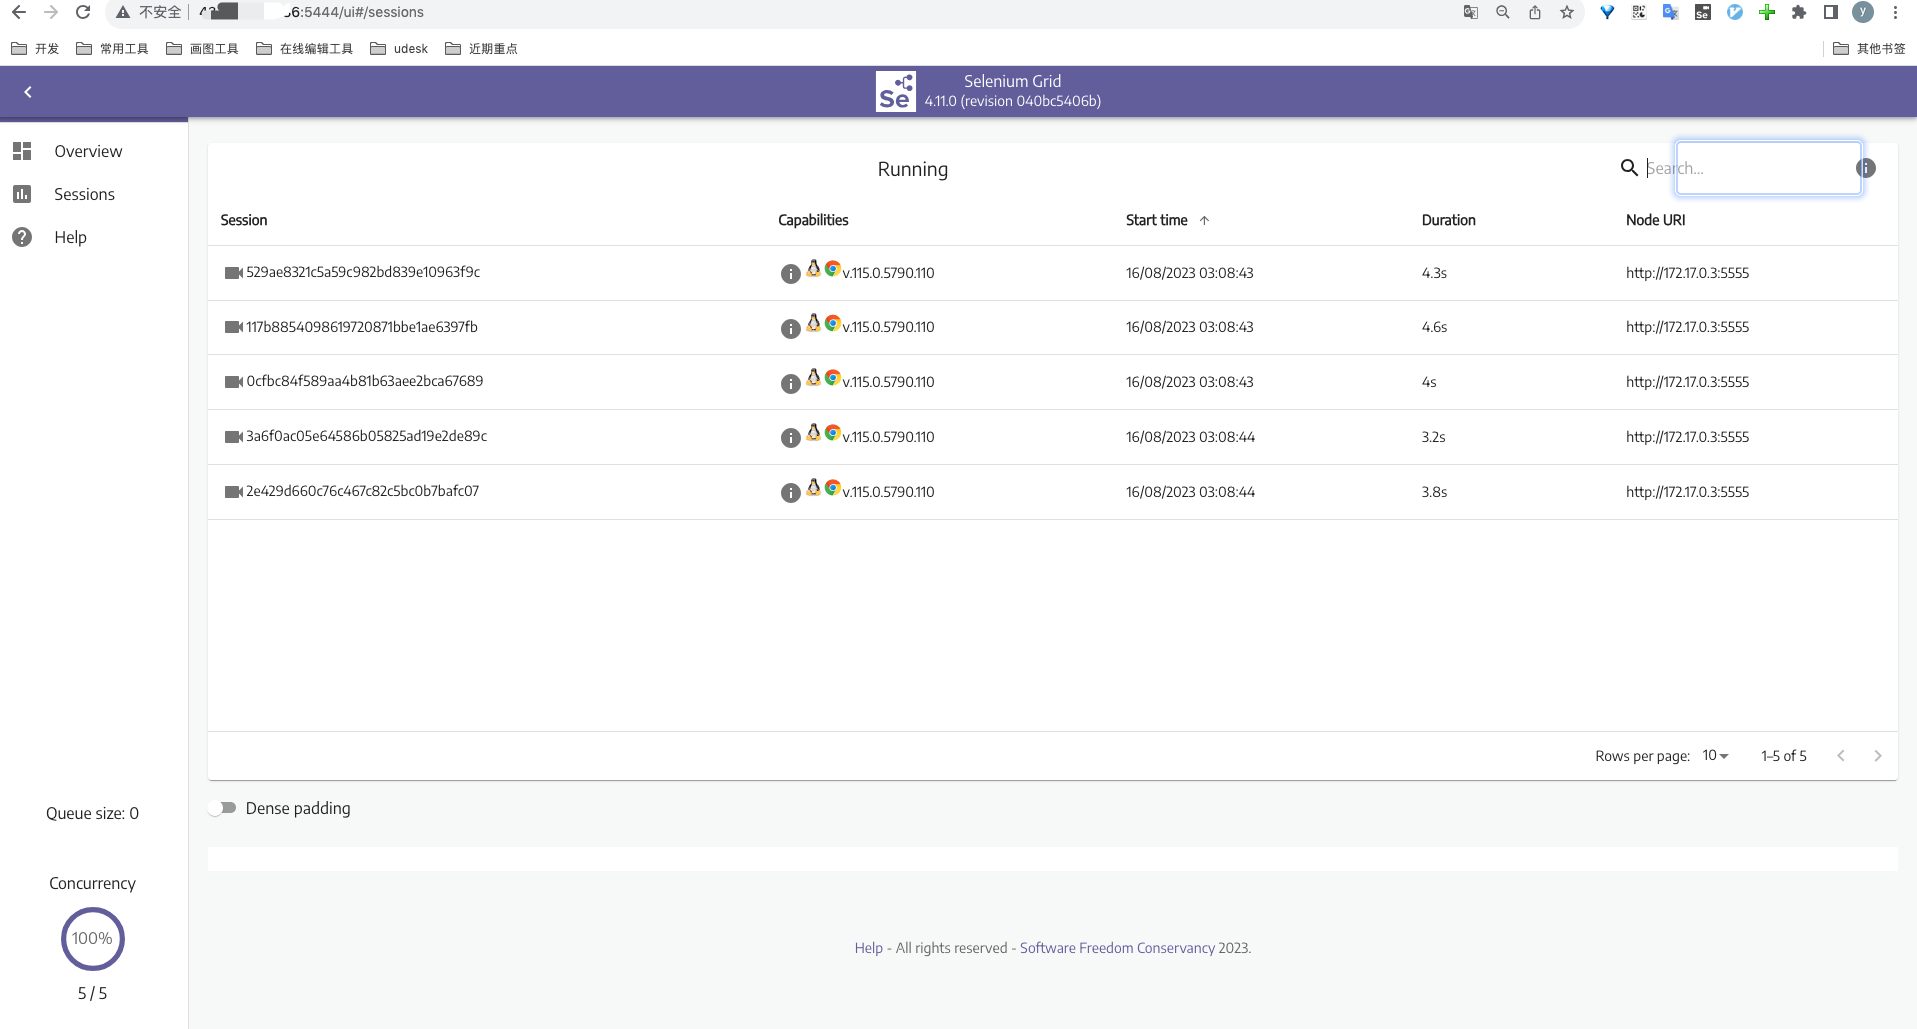 不安全
:5444/ui#/sessions
开发 常用工具 画图工具 在线编辑工具 udesk 近期重点 其他书签
Se
Selenium Grid
4.11.0 (revision 040bc5406b)
Overview
Sessions
Help
Running
Search...
Session Capabilities Start time Duration Node URI
529ae8321c5a59c982bd839e10963f9c v.115.0.5790.110 16/08/2023 03:08:43 4.3s http://172.17.0.3:5555
117b8854098619720871bbe1ae6397fb v.115.0.5790.110 16/08/2023 03:08:43 4.6s http://172.17.0.3:5555
0cfbc84f589aa4b81b63aee2bca67689 v.115.0.5790.110 16/08/2023 03:08:43 4s http://172.17.0.3:5555
3a6f0ac05e64586b05825ad19e2de89c v.115.0.5790.110 16/08/2023 03:08:44 3.2s http://172.17.0.3:5555
2e429d660c76c467c82c5bc0b7bafc07 v.115.0.5790.110 16/08/2023 03:08:44 3.8s http://172.17.0.3:5555
Rows per page: 10 1–5 of 5
Dense padding
Queue size: 0
Concurrency
100%
5 / 5
Help - All rights reserved - Software Freedom Conservancy 2023.